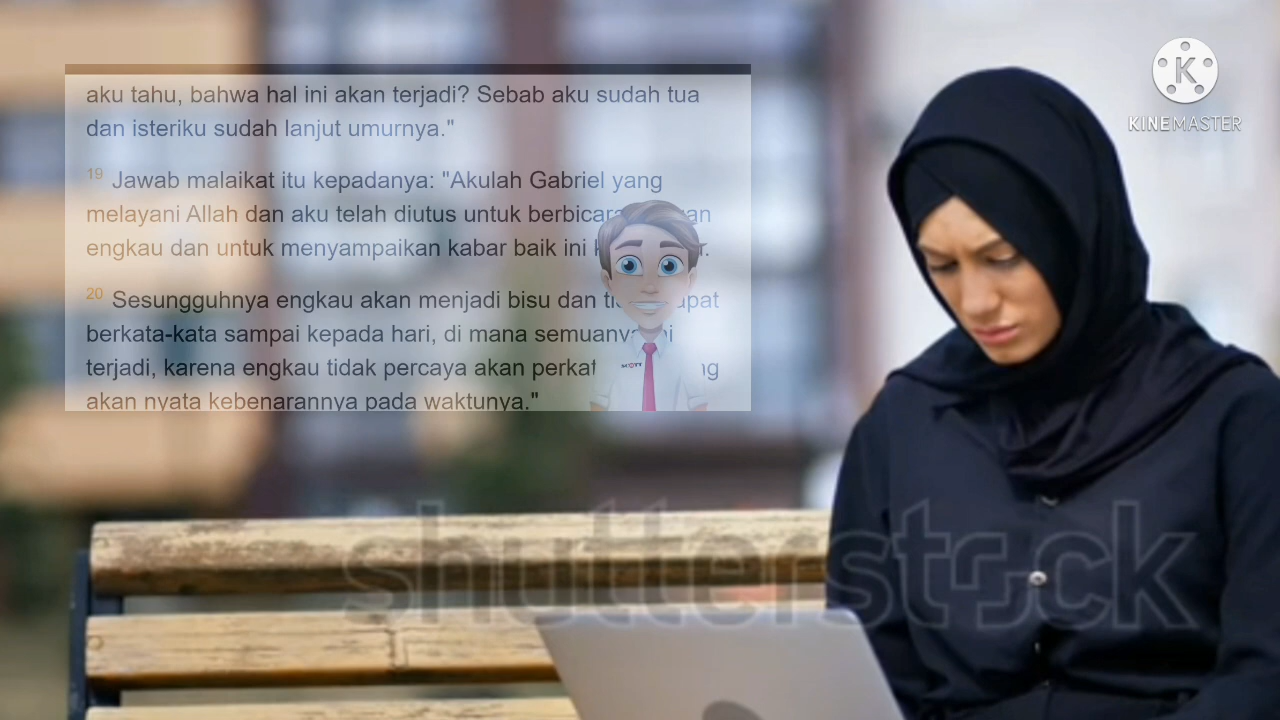 aku tahu, bahwa hal ini akan terjadi? Sebab aku sudah tua
dan isteriku sudah lanjut umurnya."
19 Jawab malaikat itu kepadanya: "Akulah Gabriel yang
melayani Allah dan aku telah diutus untuk
engkau dan untuk menyampaikan kabar baik ini
20 Sesungguhnya engkau akan menjadi bisu dan
berkata-kata sampai kepada hari, di mana
terjadi, karena engkau tidak percaya akan
akan nyata kebenarannya pada waktunya."
K
KINEMASTER
shutterstock